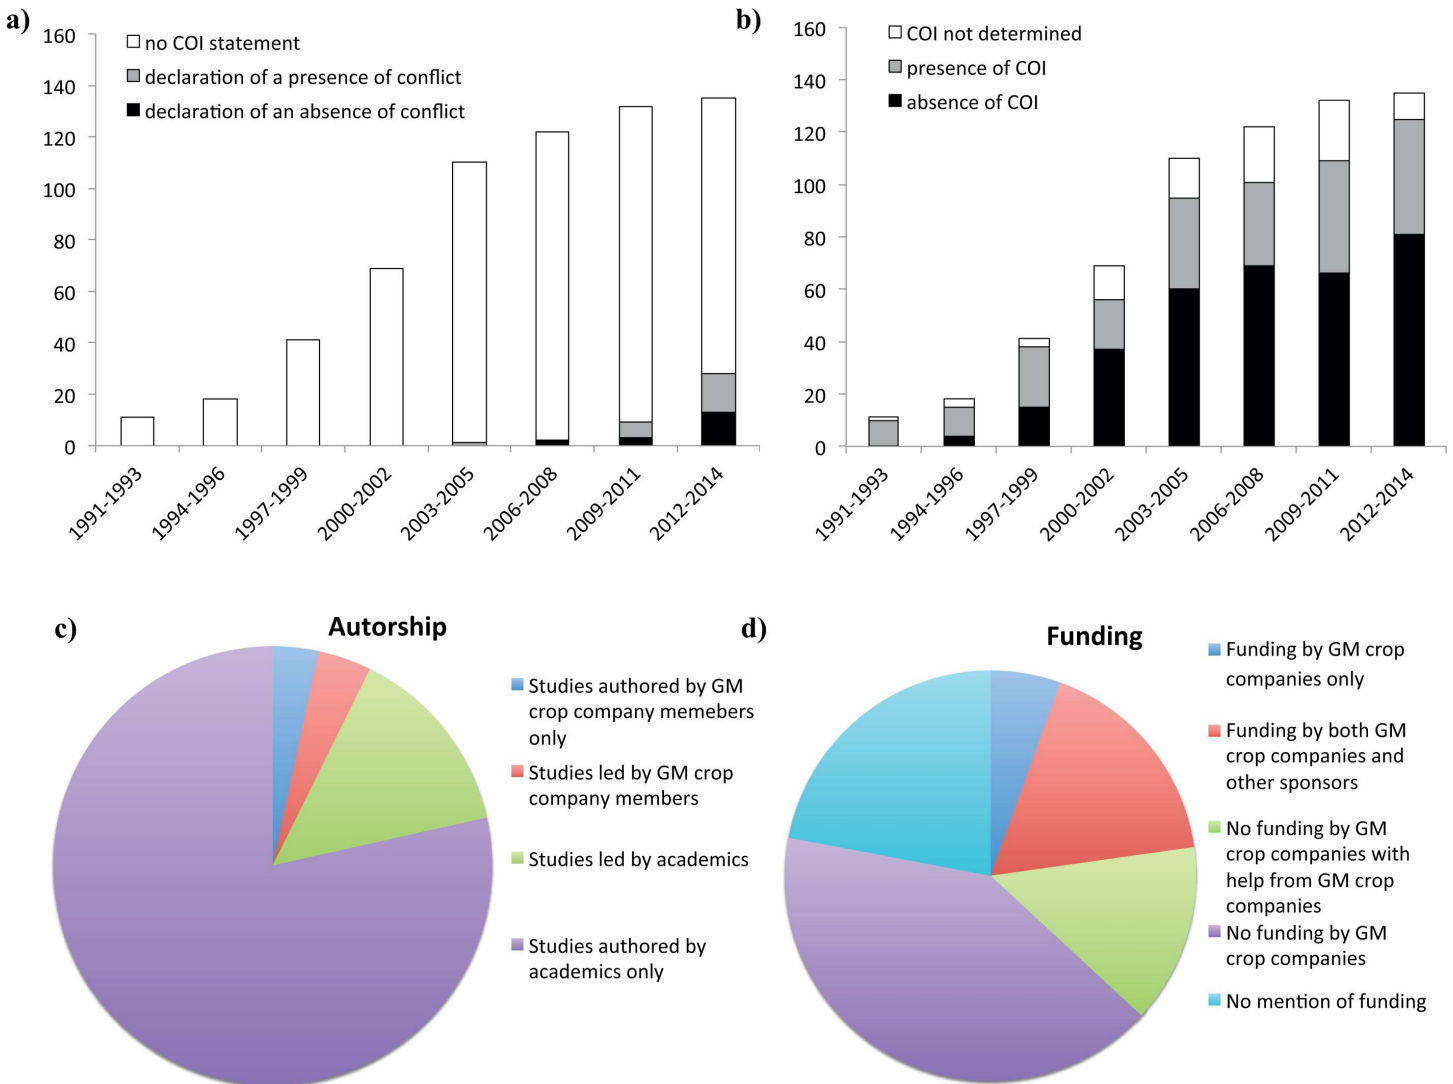 a)
160
140
120
100
80
60
40
20
0
no COI statement
declaration of a presence of conflict
declaration of an absence of conflict
1991-1993
1994-1996
1997-1999
2000-2002
2003-2005
2006-2008
2009-2011
2012-2014
b)
160
140
120
100
80
60
40
20
0
COI not determined
presence of COI
absence of COI
1991-1993
1994-1996
1997-1999
2000-2002
2003-2005
2006-2008
2009-2011
2012-2014
c)
Autorship
Studies authored by GM
crop company memebers
only
Studies led by GM crop
company members
Studies led by academics
Studies authored by
academics only
d)
Funding
Funding by GM crop
companies only
Funding by both GM
crop companies and
other sponsors
No funding by GM
crop companies with
help from GM crop
companies
No funding by GM
crop companies
No mention of funding